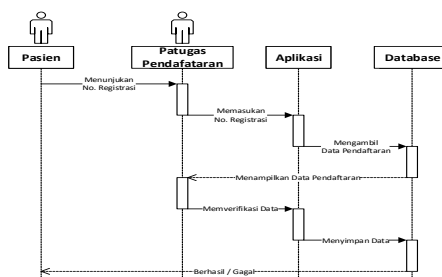 Pasien
Patugas
Pendafataran
Aplikasi
Database
Menunjukan
No. Registrasi
Memasukan
No. Registrasi
Mengambil
Data Pendaftaran
Menampilkan Data Pendaftaran
Memverifikasi Data
Menyimpan Data
Berhasil / Gagal